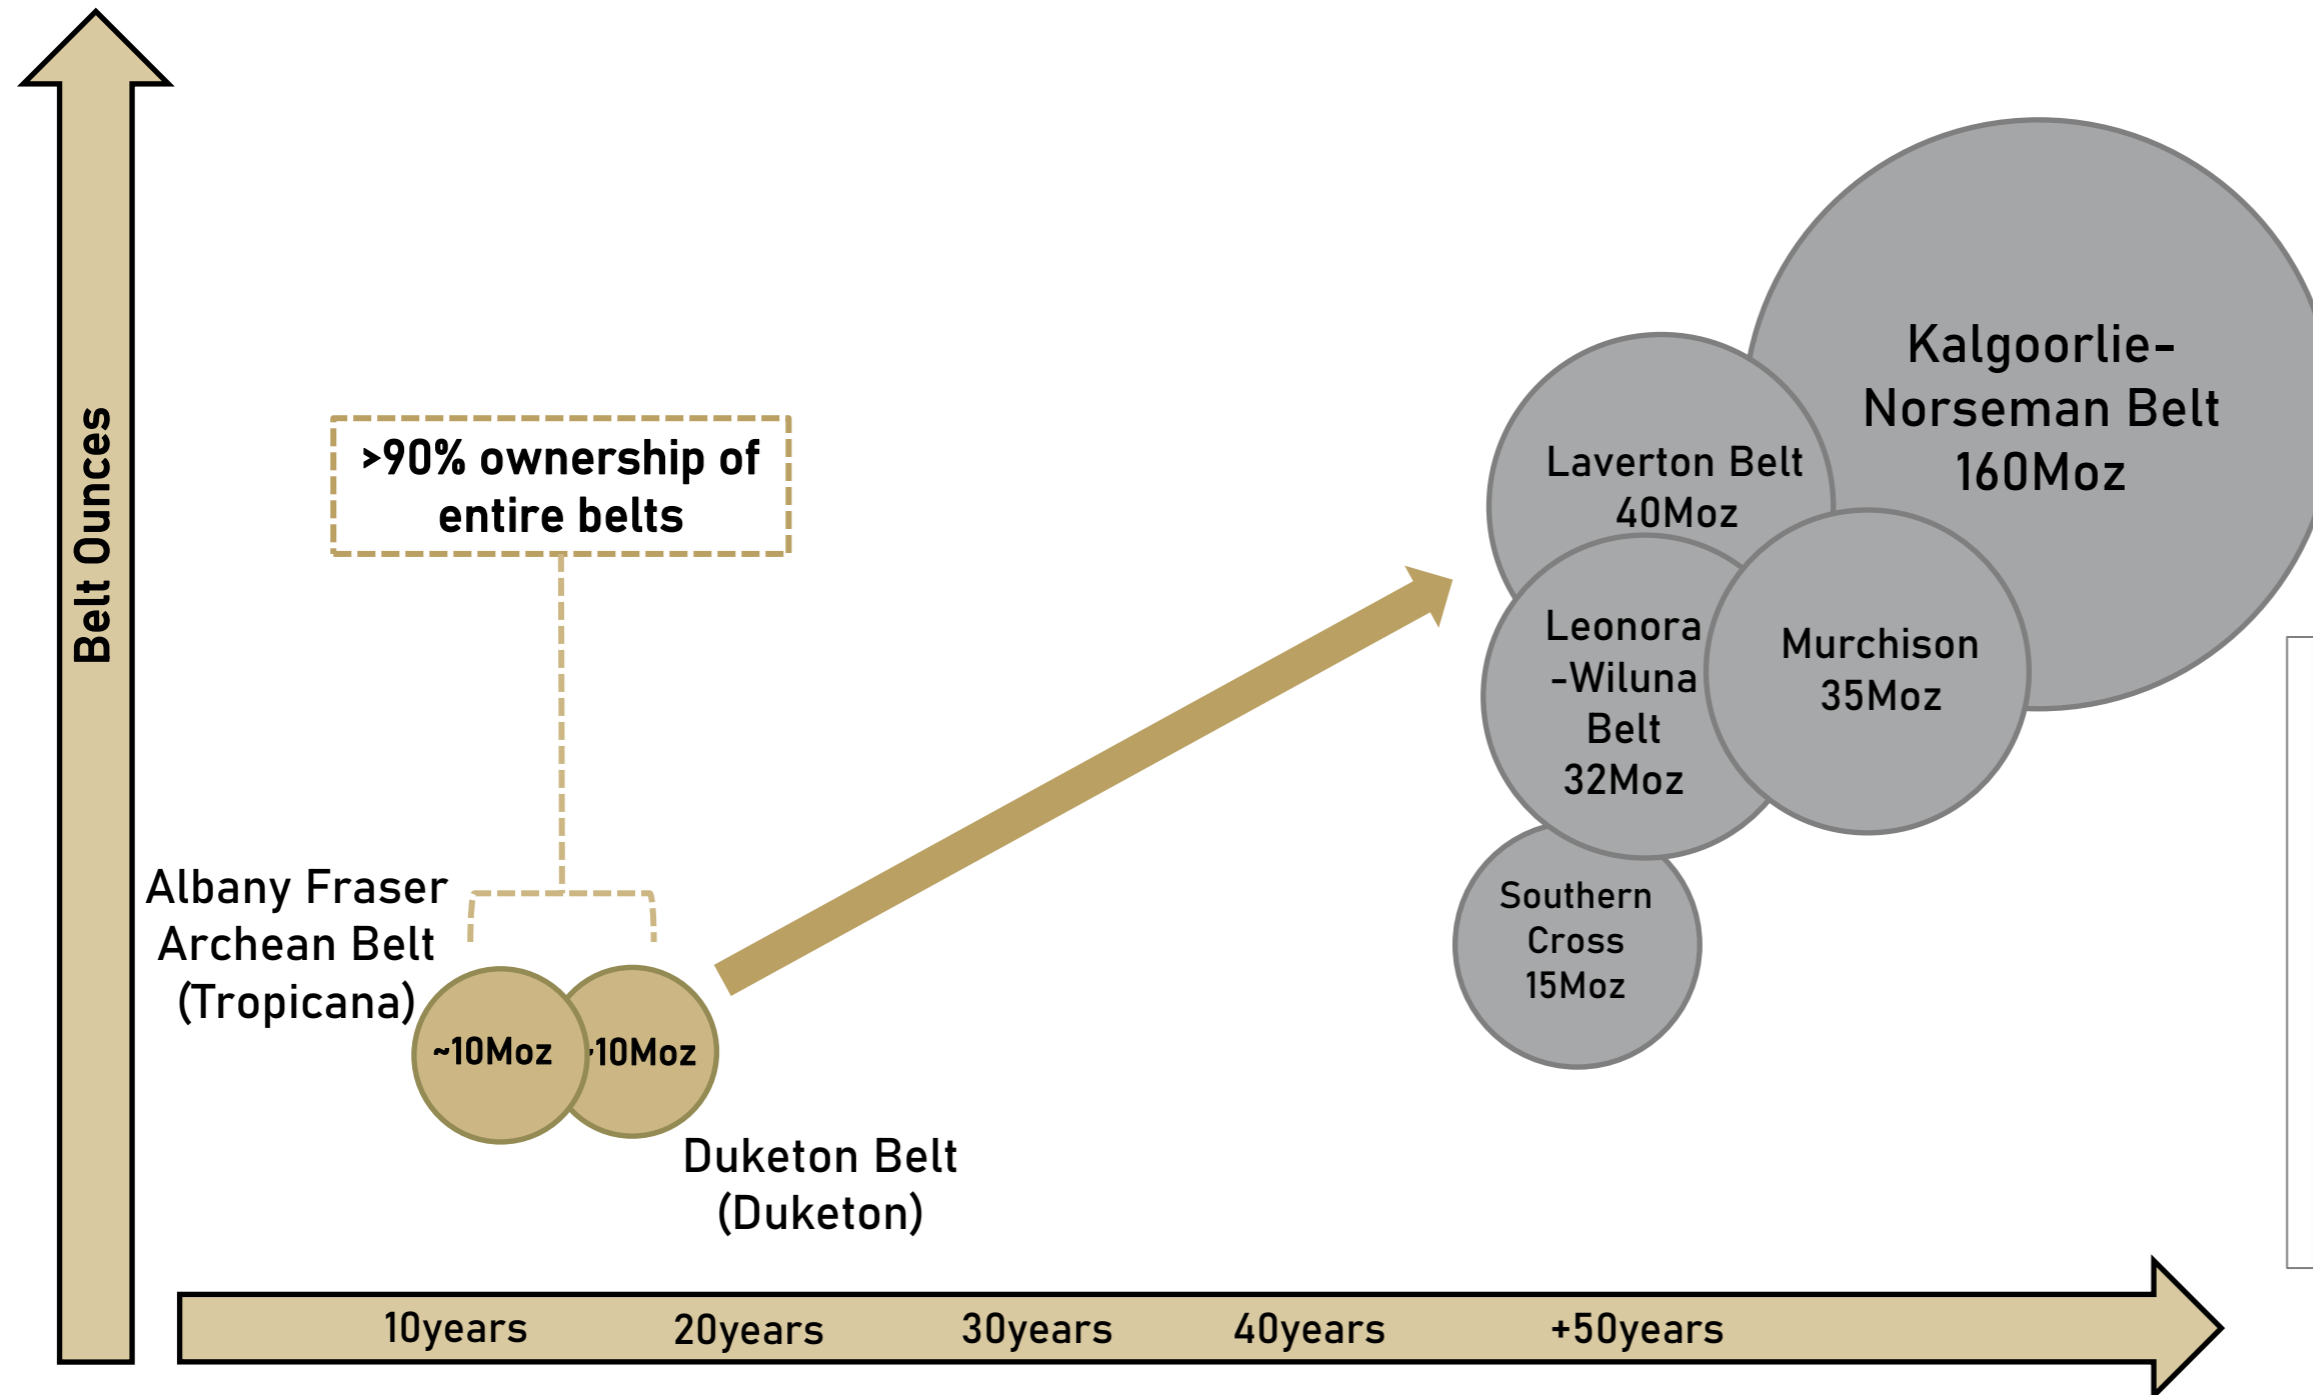 Belt Ounces
>90% ownership of
entire belts
Kalgoorlie-
Norseman Belt
160Moz
Laverton Belt
40Moz
Leonora
-Wiluna
Belt
32Moz
Murchison
35Moz
Southern
Cross
15Moz
Albany Fraser
Archean Belt
(Tropicana)
~10Moz
~10Moz
Duketon Belt
(Duketon)
10years
20years
30years
40years
+50years